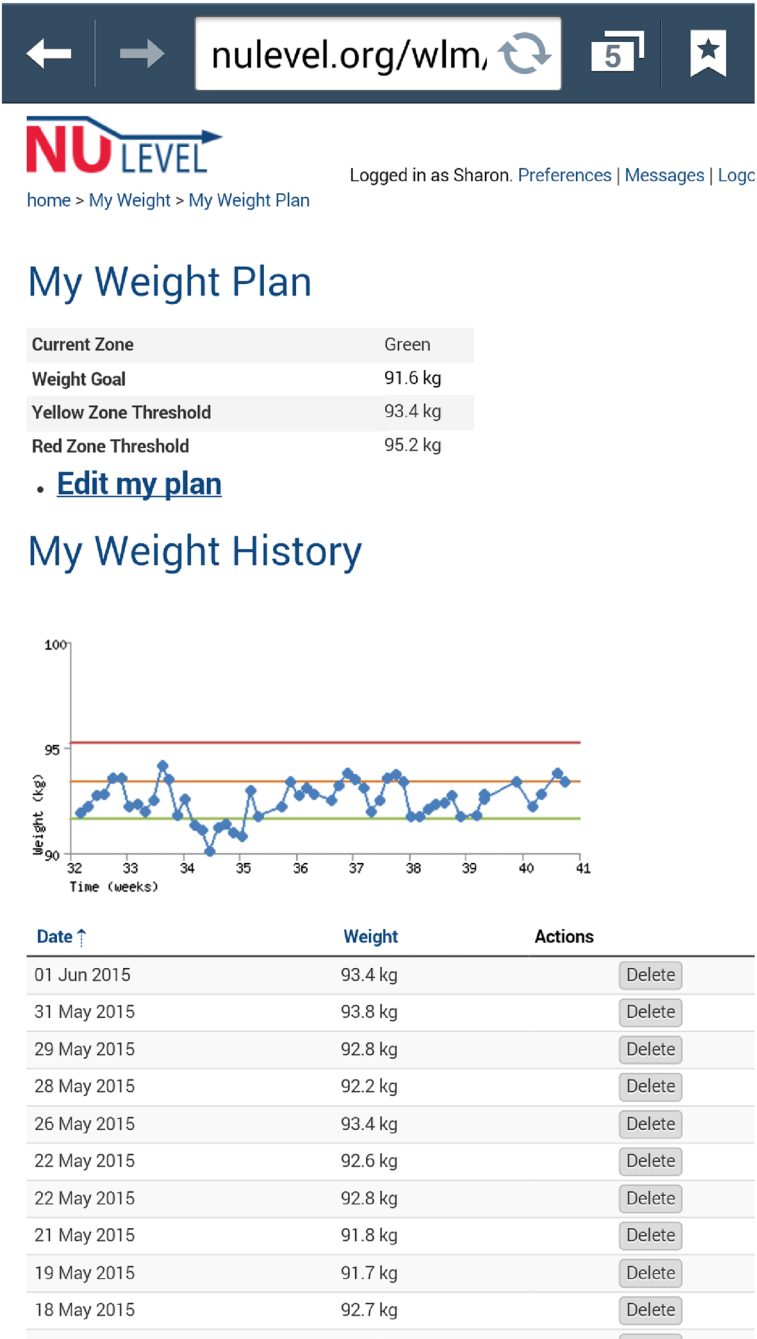 nulevel.org/wlm/
5
NU LEVEL
Logged in as Sharon. Preferences | Messages | Logo
home > My Weight > My Weight Plan
My Weight Plan
Current Zone Green
Weight Goal 91.6 kg
Yellow Zone Threshold 93.4 kg
Red Zone Threshold 95.2 kg
• Edit my plan
My Weight History
100
95
90
Weight (kg)
32 33 34 35 36 37 38 39 40 41
Time (weeks)
Date ↑ Weight Actions
01 Jun 2015 93.4 kg Delete
31 May 2015 93.8 kg Delete
29 May 2015 92.8 kg Delete
28 May 2015 92.2 kg Delete
26 May 2015 93.4 kg Delete
22 May 2015 92.6 kg Delete
22 May 2015 92.8 kg Delete
21 May 2015 91.8 kg Delete
19 May 2015 91.7 kg Delete
18 May 2015 92.7 kg Delete